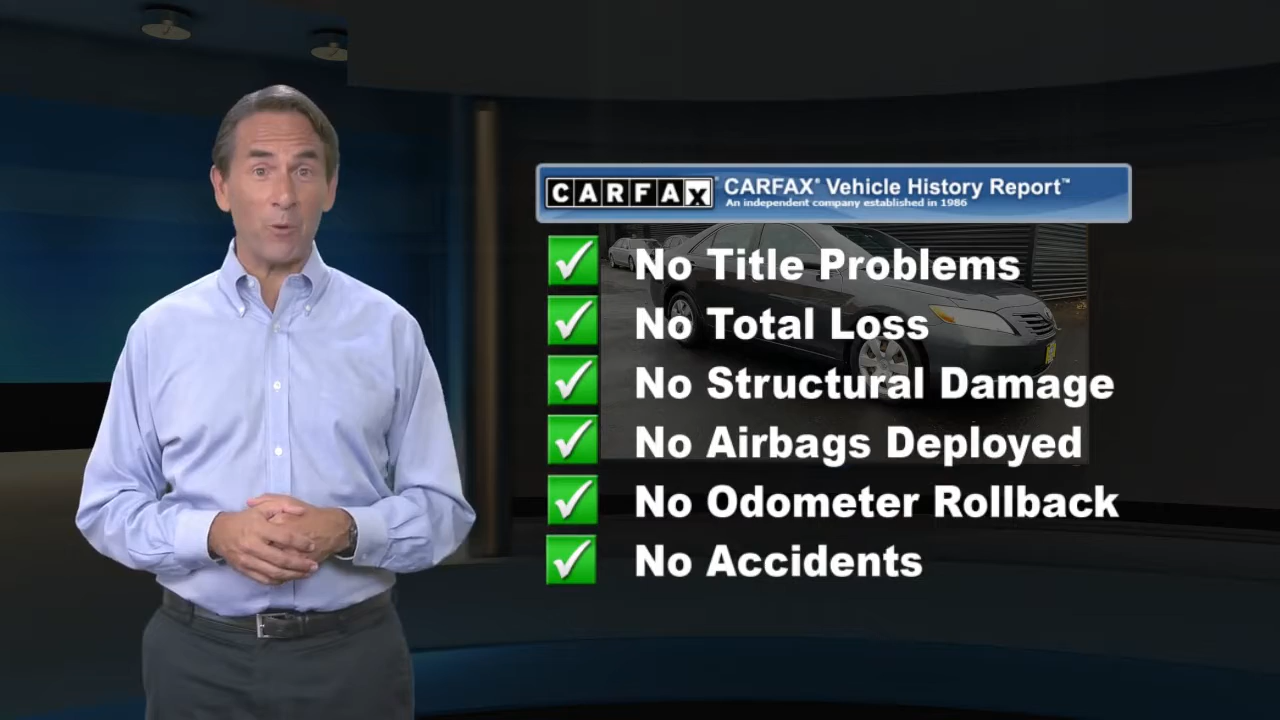 CARFAX CARFAX® Vehicle History Report™
An independent company established in 1986
No Title Problems
No Total Loss
No Structural Damage
No Airbags Deployed
No Odometer Rollback
No Accidents